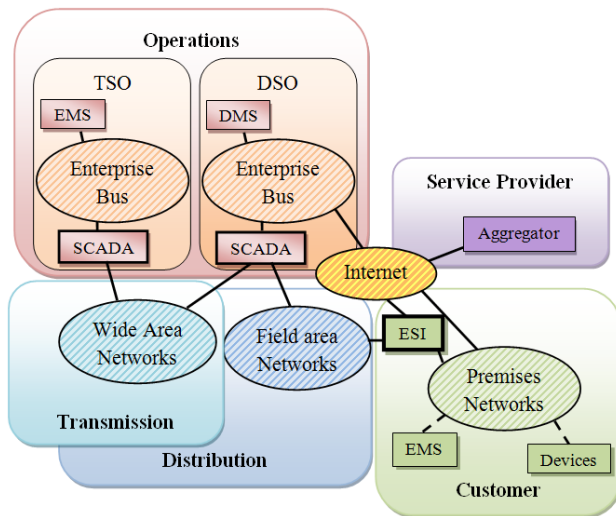 Operations
TSO
DSO
EMS
DMS
Enterprise
Bus
Enterprise
Bus
Service Provider
Aggregator
SCADA
SCADA
Internet
Wide Area
Networks
Field area
Networks
ESI
Premises
Networks
Transmission
Distribution
EMS
Devices
Customer